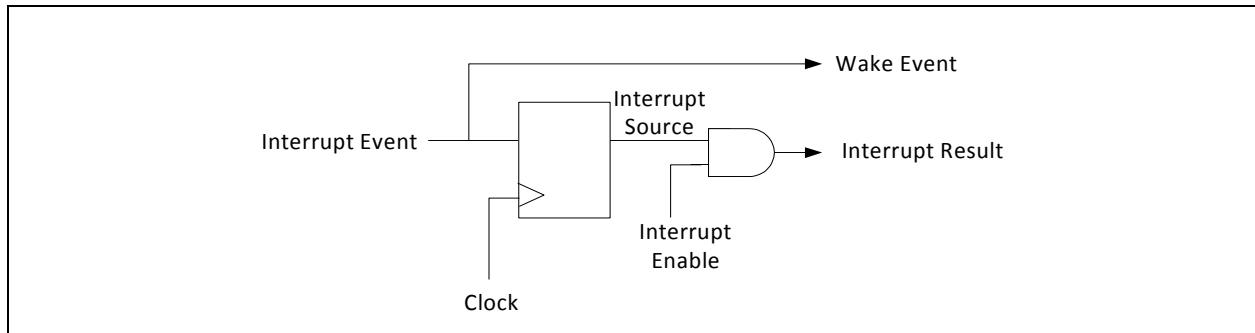 Wake Event
Interrupt
Source
Interrupt Event
Interrupt Result
Interrupt
Enable
Clock